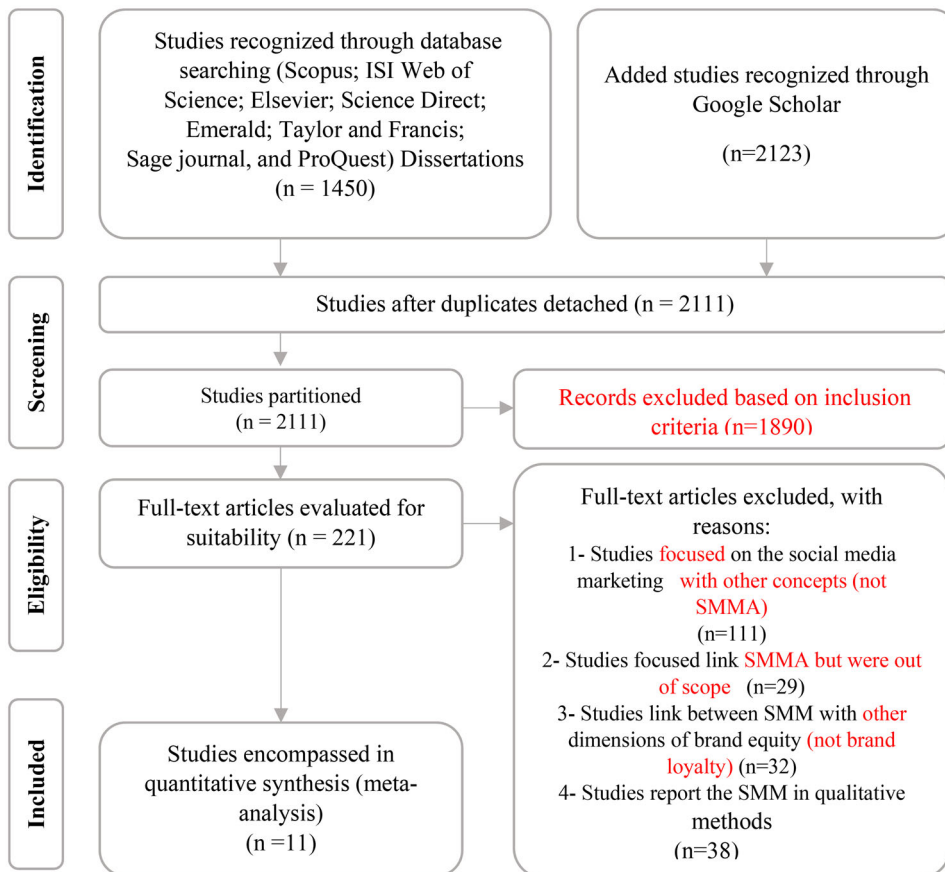 Identification
Studies recognized through database
searching (Scopus; ISI Web of
Science; Elsevier; Science Direct;
Emerald; Taylor and Francis;
Sage journal, and ProQuest) Dissertations
(n = 1450)
Added studies recognized through
Google Scholar
(n=2123)
Screening
Studies after duplicates detached (n = 2111)
Studies partitioned
(n = 2111)
Records excluded based on inclusion
criteria (n=1890)
Eligibility
Full-text articles evaluated for
suitability (n = 221)
Full-text articles excluded, with
reasons:
1- Studies focused on the social media
marketing with other concepts (not
SMMA)
(n=111)
2- Studies focused link SMMA but were out
of scope (n=29)
3- Studies link between SMM with other
dimensions of brand equity (not brand
loyalty) (n=32)
4- Studies report the SMM in qualitative
methods
(n=38)
Included
Studies encompassed in
quantitative synthesis (meta-
analysis)
(n =11)